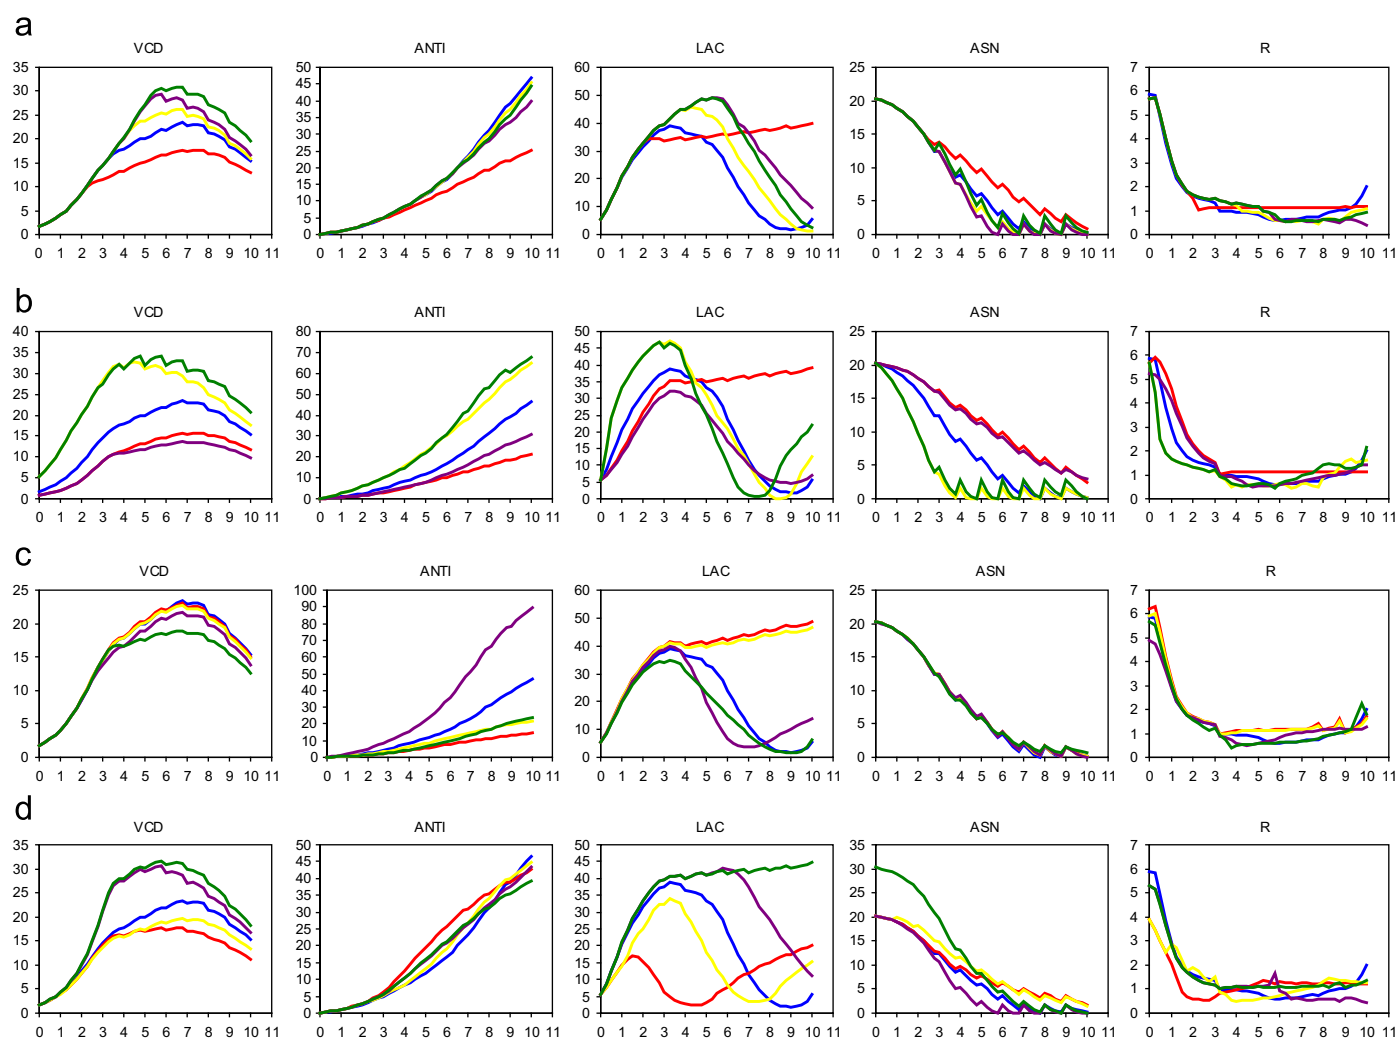 a
VCD ANTI LAC ASN R
35 50 60 25 7
30 45 50 20 6
25 40 40 15 5
20 35 30 10 4
15 30 20 5 3
10 25 10 0 2
5 20 0 1
0 15 0
10
5
0
0 1 2 3 4 5 6 7 8 9 10 11 0 1 2 3 4 5 6 7 8 9 10 11 0 1 2 3 4 5 6 7 8 9 10 11 0 1 2 3 4 5 6 7 8 9 10 11 0 1 2 3 4 5 6 7 8 9 10 11
b
VCD ANTI LAC ASN R
40 80 50 25 7
35 70 45 20 6
30 60 40 15 5
25 50 35 10 4
20 40 30 5 3
15 30 25 0 2
10 20 20 1
5 10 15 0
0 0 10
5
0
0 1 2 3 4 5 6 7 8 9 10 11 0 1 2 3 4 5 6 7 8 9 10 11 0 1 2 3 4 5 6 7 8 9 10 11 0 1 2 3 4 5 6 7 8 9 10 11 0 1 2 3 4 5 6 7 8 9 10 11
c
VCD ANTI LAC ASN R
25 100 60 25 7
20 90 50 20 6
15 80 40 15 5
10 70 30 10 4
5 60 20 5 3
0 50 10 0 2
40 0 1
30 0
20
10
0
0 1 2 3 4 5 6 7 8 9 10 11 0 1 2 3 4 5 6 7 8 9 10 11 0 1 2 3 4 5 6 7 8 9 10 11 0 1 2 3 4 5 6 7 8 9 10 11 0 1 2 3 4 5 6 7 8 9 10 11
d
VCD ANTI LAC ASN R
35 50 50 35 7
30 45 45 30 6
25 40 40 25 5
20 35 35 20 4
15 30 30 15 3
10 25 25 10 2
5 20 20 5 1
0 15 15 0 0
10 10
5 5
0 0
0 1 2 3 4 5 6 7 8 9 10 11 0 1 2 3 4 5 6 7 8 9 10 11 0 1 2 3 4 5 6 7 8 9 10 11 0 1 2 3 4 5 6 7 8 9 10 11 0 1 2 3 4 5 6 7 8 9 10 11